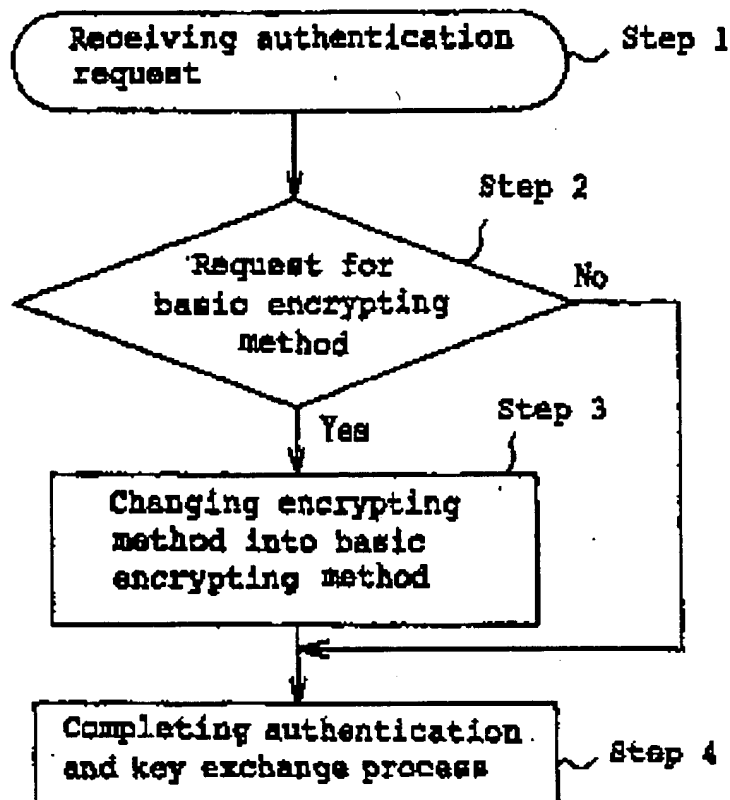 Receiving authentication
request
Step 1
Step 2
Request for
basic encrypting
method
No
Yes
Step 3
Changing encrypting
method into basic
encrypting method
Completing authentication
and key exchange process
Step 4